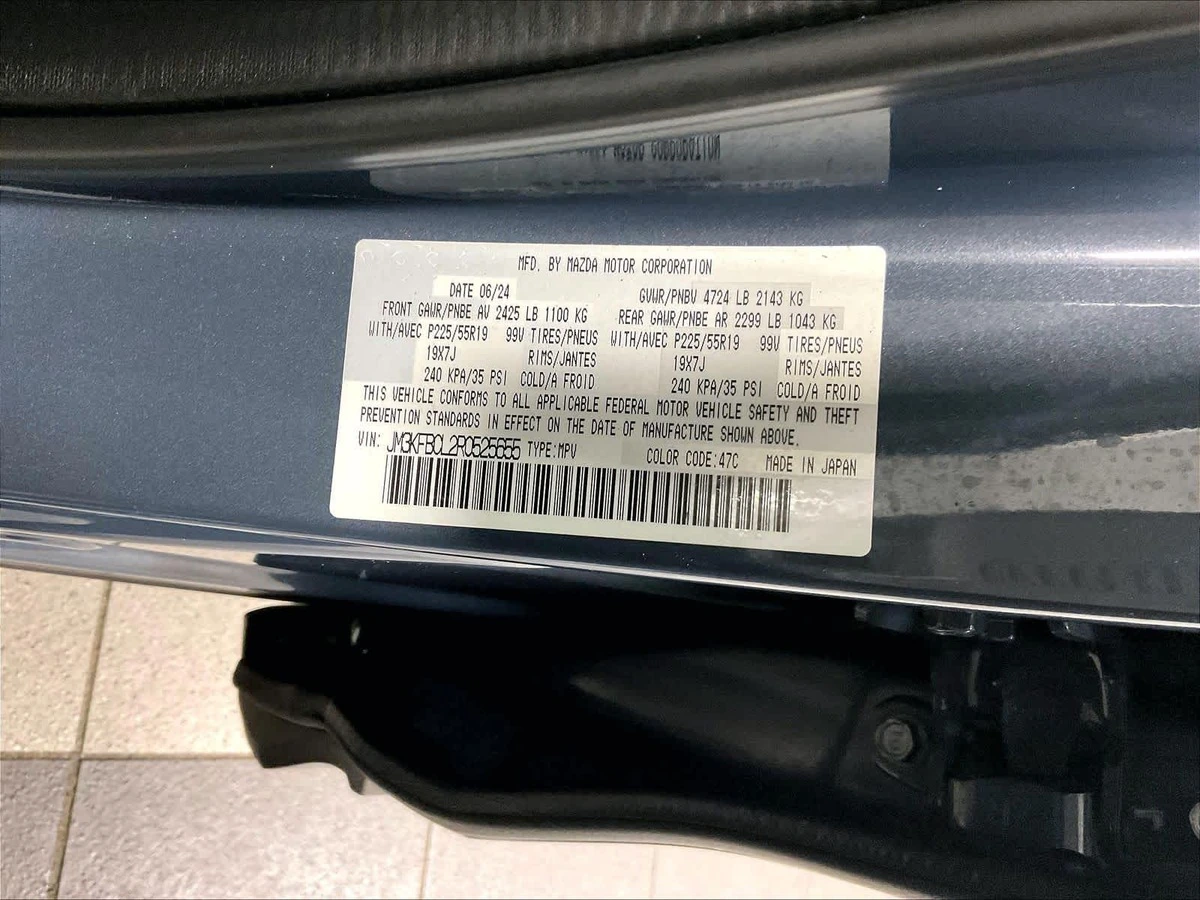 MFD. BY MAZDA MOTOR CORPORATION
DATE 06/24 GVWR/PNBV 4724 LB 2143 KG
FRONT GAWR/PNBE AV 2425 LB 1100 KG REAR GAWR/PNBE AR 2299 LB 1043 KG
WITH/AVEC P225/55R19 99V TIRES/PNEUS WITH/AVEC P225/55R19 99V TIRES/PNEUS
19X7J RIMS/JANTES 19X7J RIMS/JANTES
240 KPA/35 PSI COLD/A FROID 240 KPA/35 PSI COLD/A FROID
THIS VEHICLE CONFORMS TO ALL APPLICABLE FEDERAL MOTOR VEHICLE SAFETY AND THEFT
PREVENTION STANDARDS IN EFFECT ON THE DATE OF MANUFACTURE SHOWN ABOVE.
VIN: JM3KFBCL2R0525655 TYPE:MPV COLOR CODE:47C MADE IN JAPAN